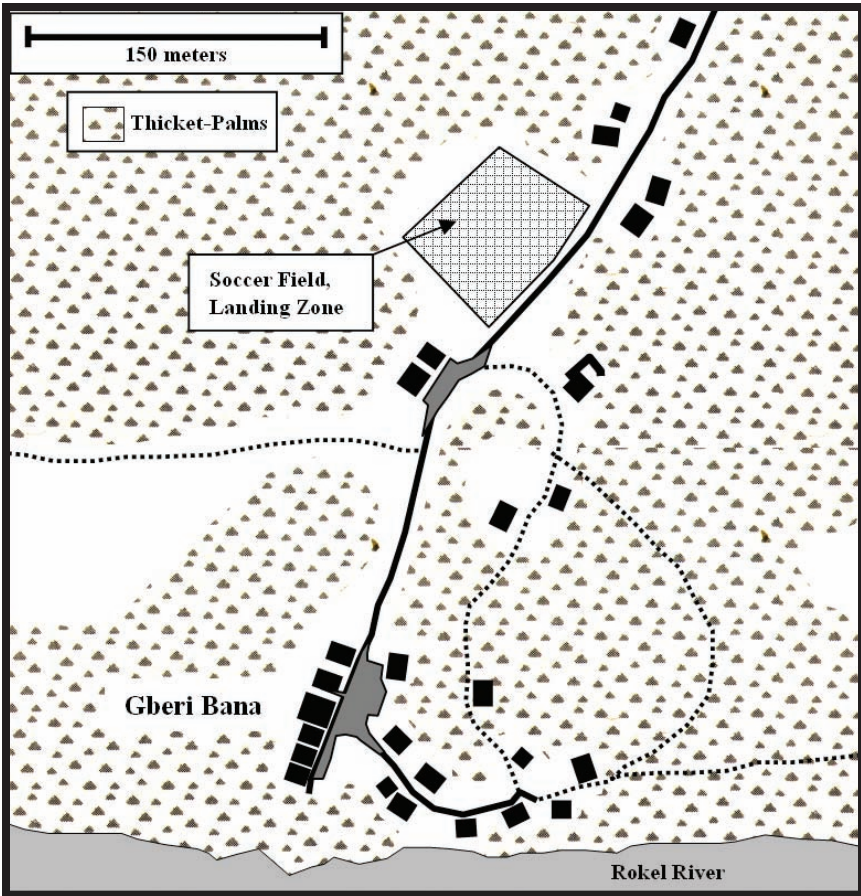 150 meters
Thicket-Palms
Soccer Field,
Landing Zone
Gberi Bana
Rokel River